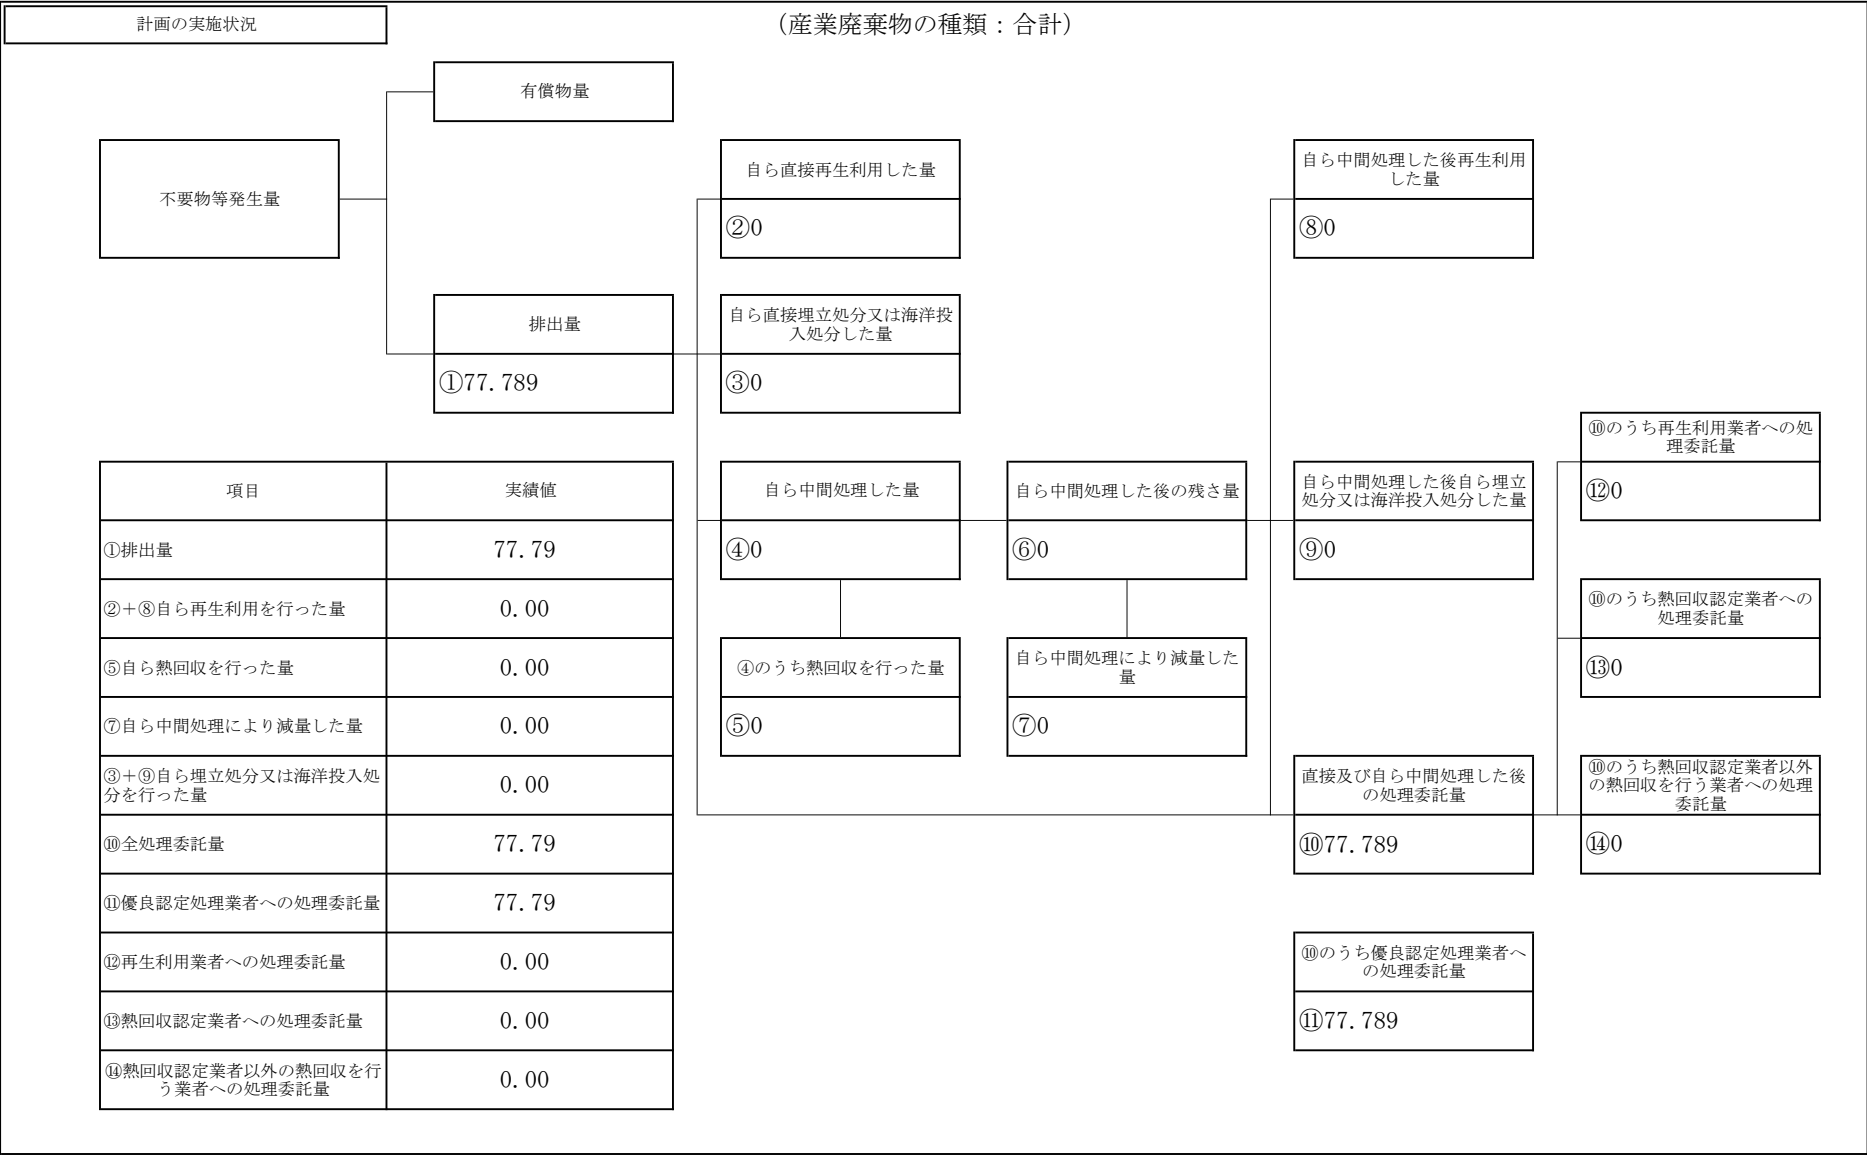 計画の実施状況
（産業廃棄物の種類：合計）
有償物量
不要物等発生量
自ら直接再生利用した量
②0
自ら中間処理した後再生利用
した量
⑧0
排出量
①77.789
自ら直接埋立処分又は海洋投
入処分した量
③0
⑩のうち再生利用業者への処
理委託量
⑫0
自ら中間処理した量
④0
自ら中間処理した後の残さ量
⑥0
自ら中間処理した後自ら埋立
処分又は海洋投入処分した量
⑨0
⑩のうち熱回収認定業者への
処理委託量
⑬0
④のうち熱回収を行った量
⑤0
自ら中間処理により減量した
量
⑦0
直接及び自ら中間処理した後
の処理委託量
⑩77.789
⑩のうち熱回収認定業者以外
の熱回収を行う業者への処理
委託量
⑭0
⑩のうち優良認定処理業者へ
の処理委託量
⑪77.789
項目 実績値
①排出量 77.79
②＋⑧自ら再生利用を行った量 0.00
⑤自ら熱回収を行った量 0.00
⑦自ら中間処理により減量した量 0.00
③＋⑨自ら埋立処分又は海洋投入処
分を行った量 0.00
⑩全処理委託量 77.79
⑪優良認定処理業者への処理委託量 77.79
⑫再生利用業者への処理委託量 0.00
⑬熱回収認定業者への処理委託量 0.00
⑭熱回収認定業者以外の熱回収を行
う業者への処理委託量 0.00